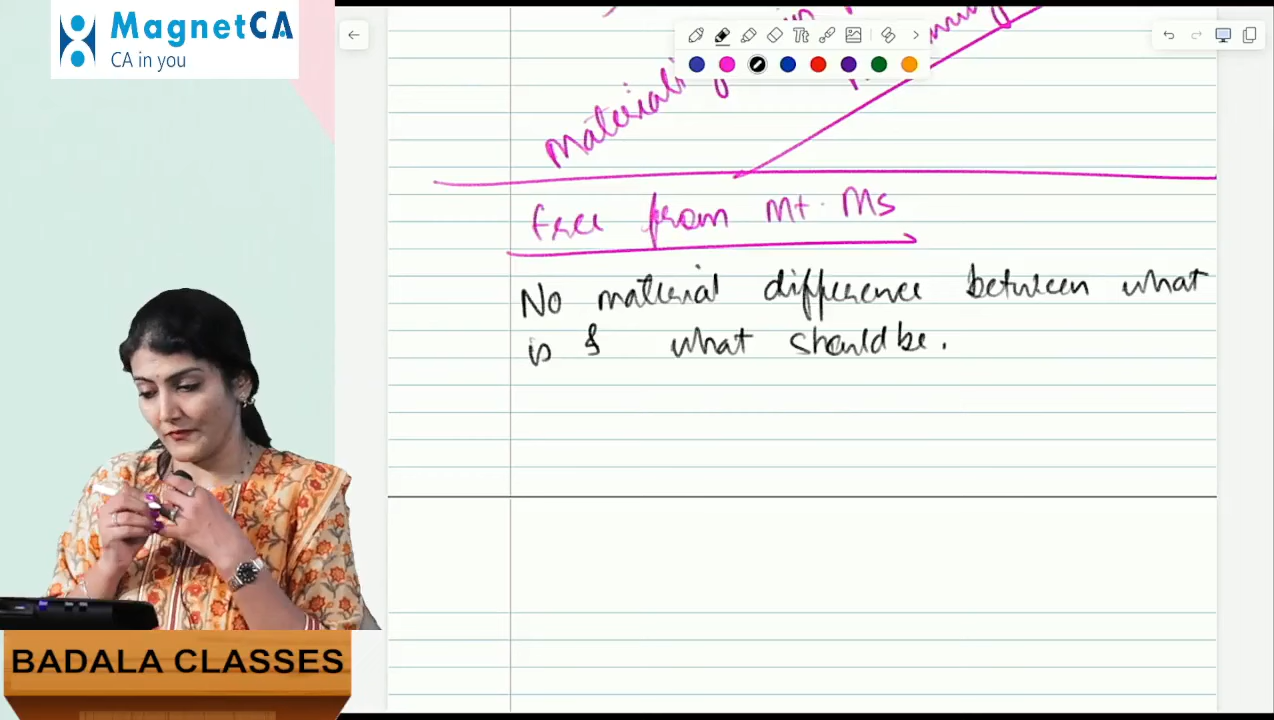 MagnetCA
CA in you
Tt
Free from Mt. Ms
No material difference between what
is & what should be.
BADALA CLASSES